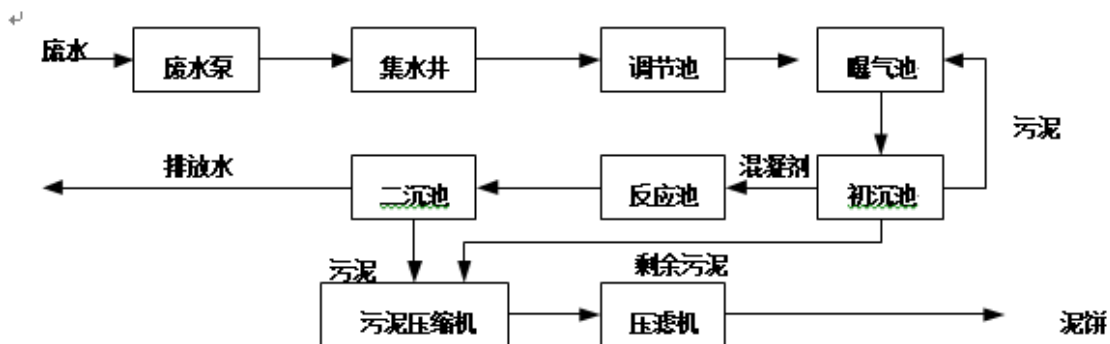 废水
废水泵
集水井
调节池
曝气池
污泥
排放水
二沉池
反应池
混凝剂
初沉池
污泥
剩余污泥
污泥压缩机
压滤机
泥饼